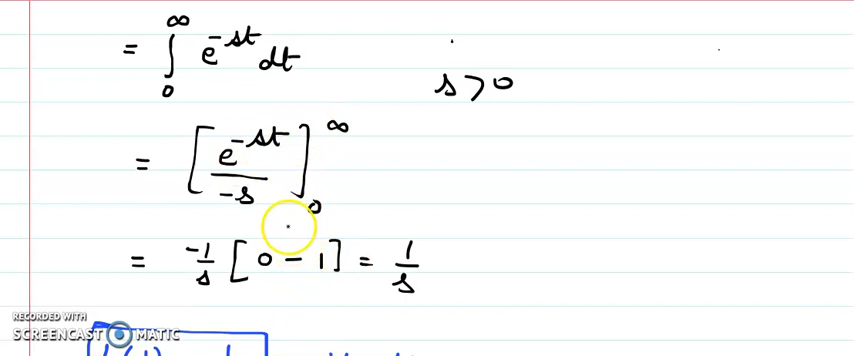 = ∫₀^∞ e^{-st} dt    s > 0
= [e^{-st} / -s]₀^∞
= -1/s [0 - 1] = 1/s
RECORDED WITH
SCREENCAST MATIC